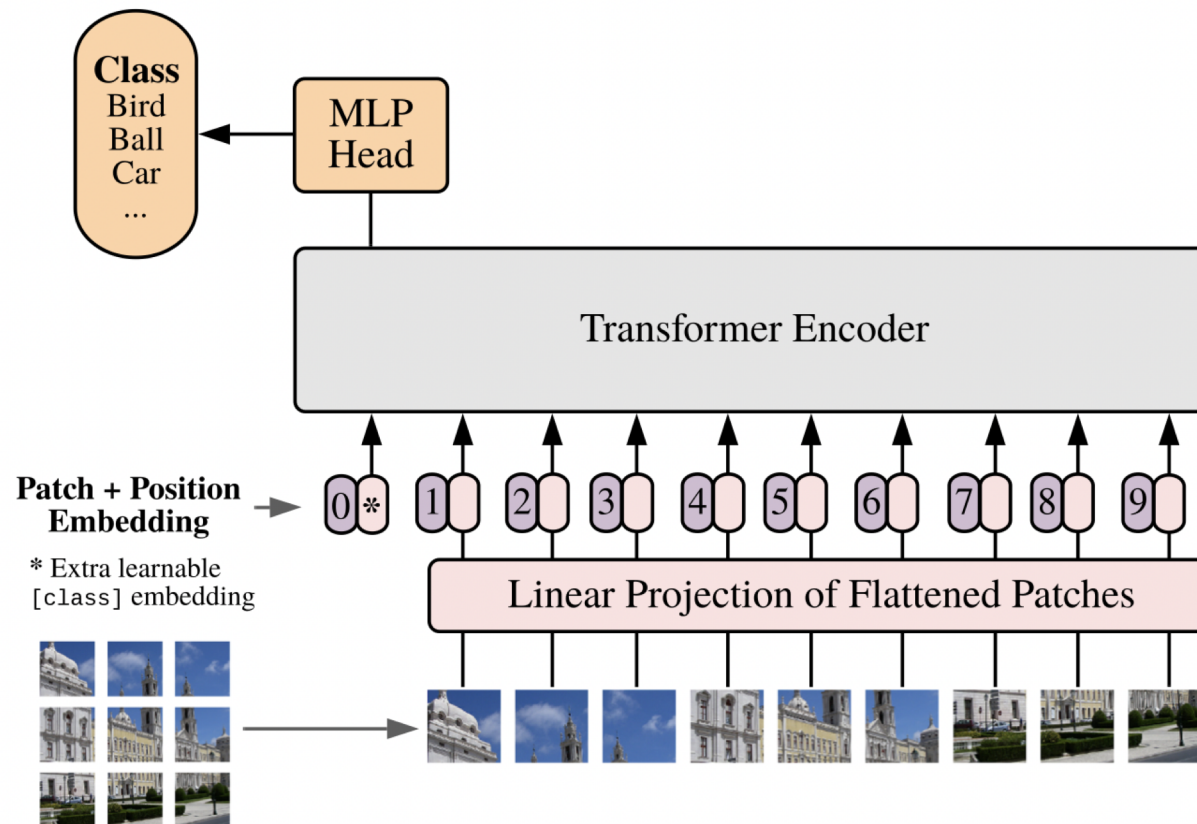 Class
Bird
Ball
Car
...
MLP
Head
Transformer Encoder
Patch + Position
Embedding
0 * 1 2 3 4 5 6 7 8 9
* Extra learnable
[class] embedding
Linear Projection of Flattened Patches